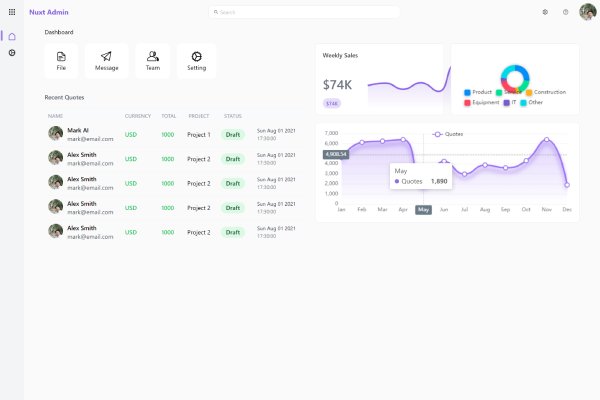 Nuxt Admin
Search
Dashboard
File
Message
Team
Setting
Recent Quotes
NAME CURRENCY TOTAL PROJECT STATUS
Mark Al
mark@email.com
USD 1000 Project 1 Draft
Sun Aug 01 2021
17:30:00
Alex Smith
mark@email.com
USD 1000 Project 2 Draft
Sun Aug 01 2021
17:30:00
Alex Smith
mark@email.com
USD 1000 Project 2 Draft
Sun Aug 01 2021
17:30:00
Alex Smith
mark@email.com
USD 1000 Project 2 Draft
Sun Aug 01 2021
17:30:00
Alex Smith
mark@email.com
USD 1000 Project 2 Draft
Sun Aug 01 2021
17:30:00
Weekly Sales
$74K
$74K
Product Service Construction
Equipment IT Other
Quotes
7,000
6,000
5,000
4,908.54
4,000
3,000
2,000
1,000
0
May
Quotes 1,890
Jan Feb Mar Apr May Jun Jul Aug Sep Oct Nov Dec